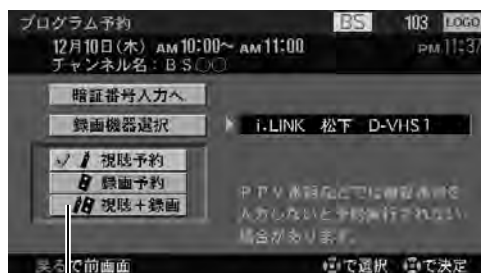 プログラム予約 BS 103 LOGO
12月10日(木) AM10:00～AM11:00 PM11:37
チャンネル名：BS○○
暗証番号入力へ
録画機器選択 i.LINK 松下 D-VHS1
視聴予約
録画予約
視聴＋録画
PPV番組などでは暗証番号を
入力しないと予約実行されない
場合があります。
戻るで前画面 で選択 で決定